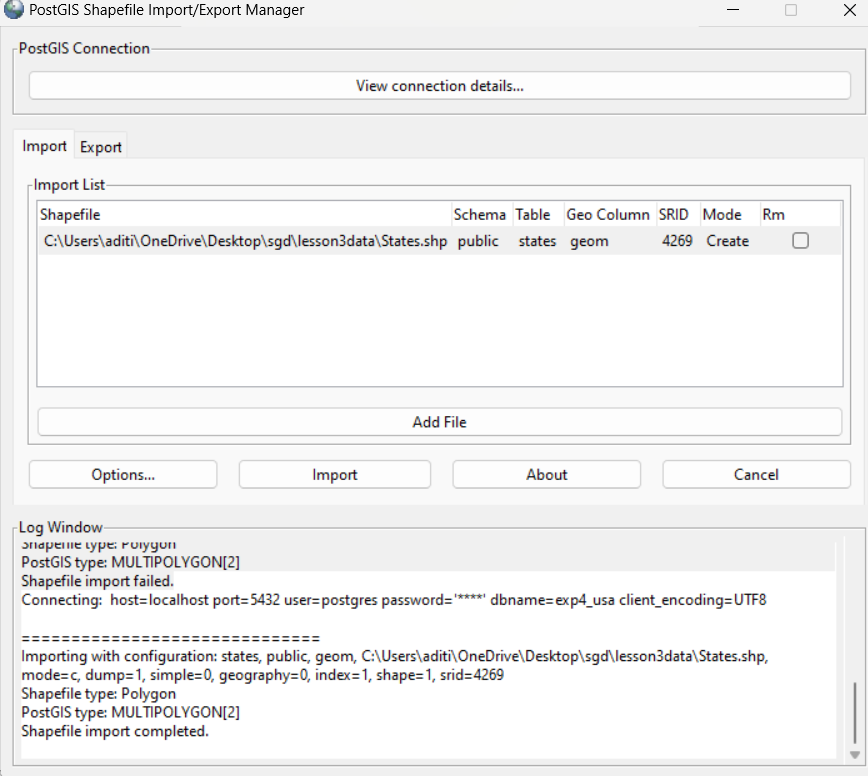 PostGIS Shapefile Import/Export Manager
PostGIS Connection
View connection details...
Import Export
Import List
Shapefile Schema Table Geo Column SRID Mode Rm
C:\Users\aditi\OneDrive\Desktop\sgd\lesson3data\States.shp public states geom 4269 Create
Add File
Options... Import About Cancel
Log Window
Shapefile type: Polygon
PostGIS type: MULTIPOLYGON[2]
Shapefile import failed.
Connecting: host=localhost port=5432 user=postgres password='****' dbname=exp4_usa client_encoding=UTF8
==============================
Importing with configuration: states, public, geom, C:\Users\aditi\OneDrive\Desktop\sgd\lesson3data\States.shp,
mode=c, dump=1, simple=0, geography=0, index=1, shape=1, srid=4269
Shapefile type: Polygon
PostGIS type: MULTIPOLYGON[2]
Shapefile import completed.